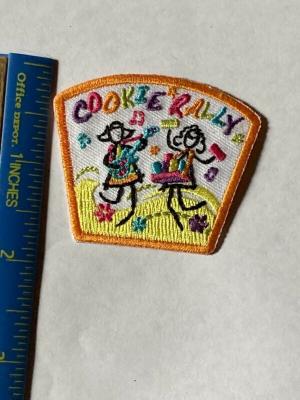 COOKIE RALLY
OFFICE DEPOT. 1 INCHES
2